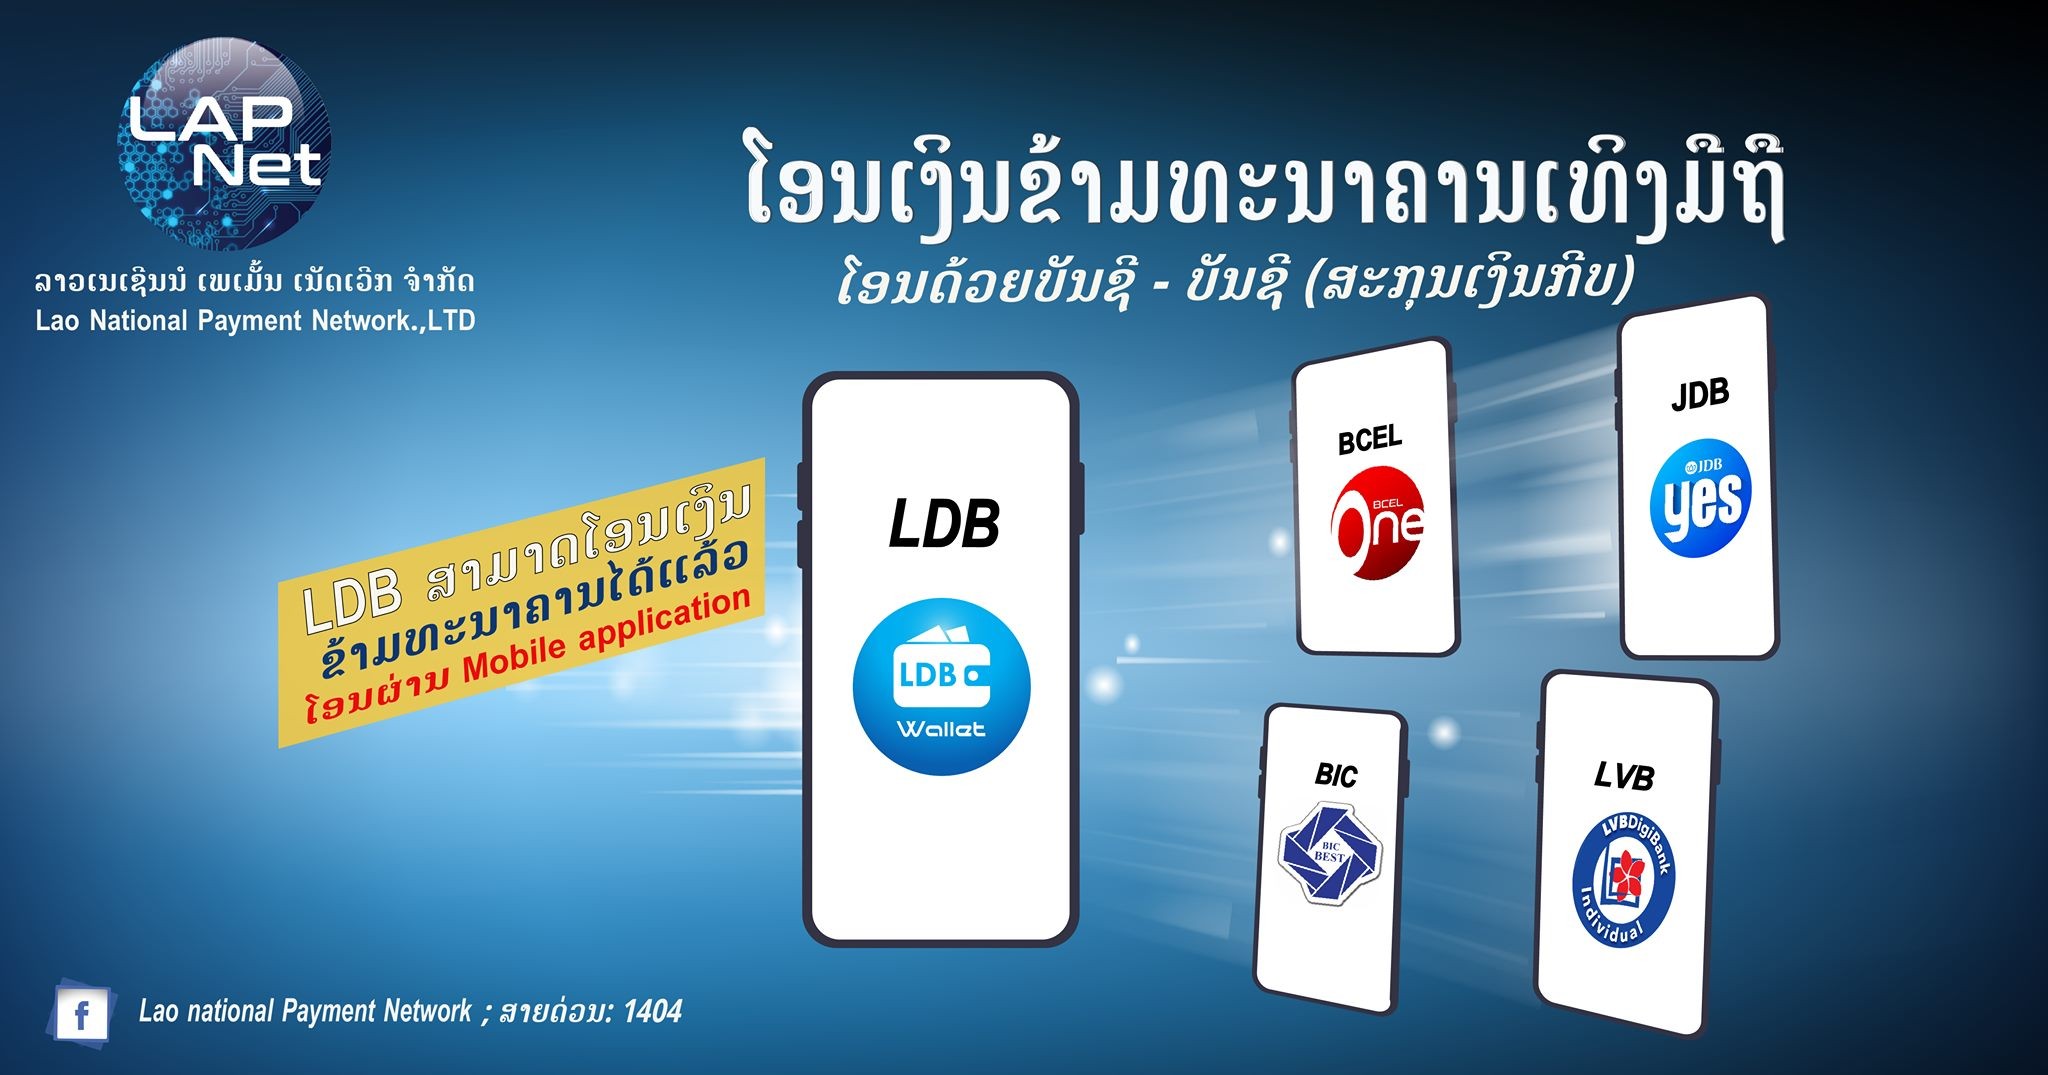 LAP
Net
ລາວເນເຊີນນໍ ເພເມັ້ນ ເນັດເວີກ ຈຳກັດ
Lao National Payment Network.,LTD
ໂອນເງິນຂ້າມທະນາຄານເທິງມືຖື
ໂອນດ້ວຍບັນຊີ - ບັນຊີ (ສະກຸນເງິນກີບ)
LDB ສາມາດໂອນເງິນ
ຂ້າມທະນາຄານໄດ້ແລ້ວ
ໂອນຜ່ານ Mobile application
LDB
LDB
Wallet
BCEL
BCEL
One
JDB
JDB
yes
BIC
BIC
BEST
LVB
LVBDigiBank
Individual
f
Lao national Payment Network ; ສາຍດ່ວນ: 1404